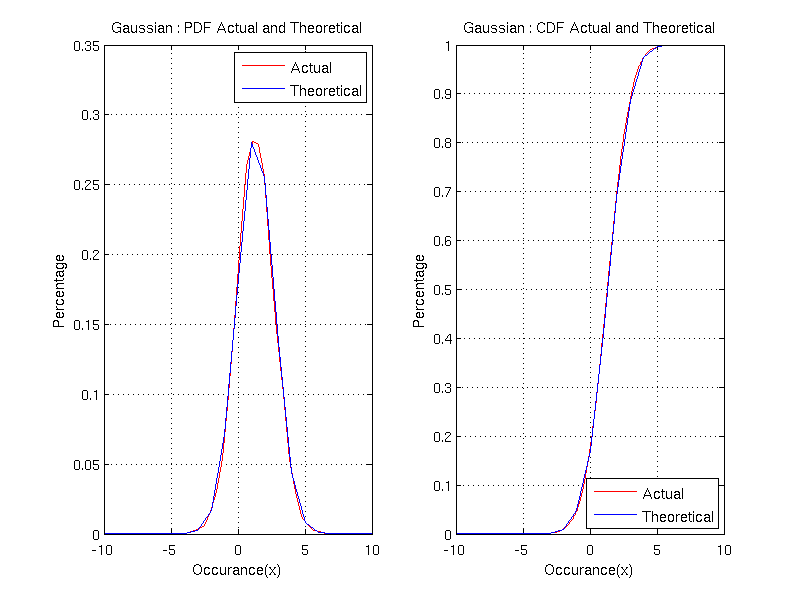 Gaussian : PDF Actual and Theoretical
0.35
0.3
0.25
0.2
0.15
0.1
0.05
0
-10
-5
0
5
10
Percentage
Occurance(x)
Actual
Theoretical
Gaussian : CDF Actual and Theoretical
1
0.9
0.8
0.7
0.6
0.5
0.4
0.3
0.2
0.1
0
-10
-5
0
5
10
Percentage
Occurance(x)
Actual
Theoretical